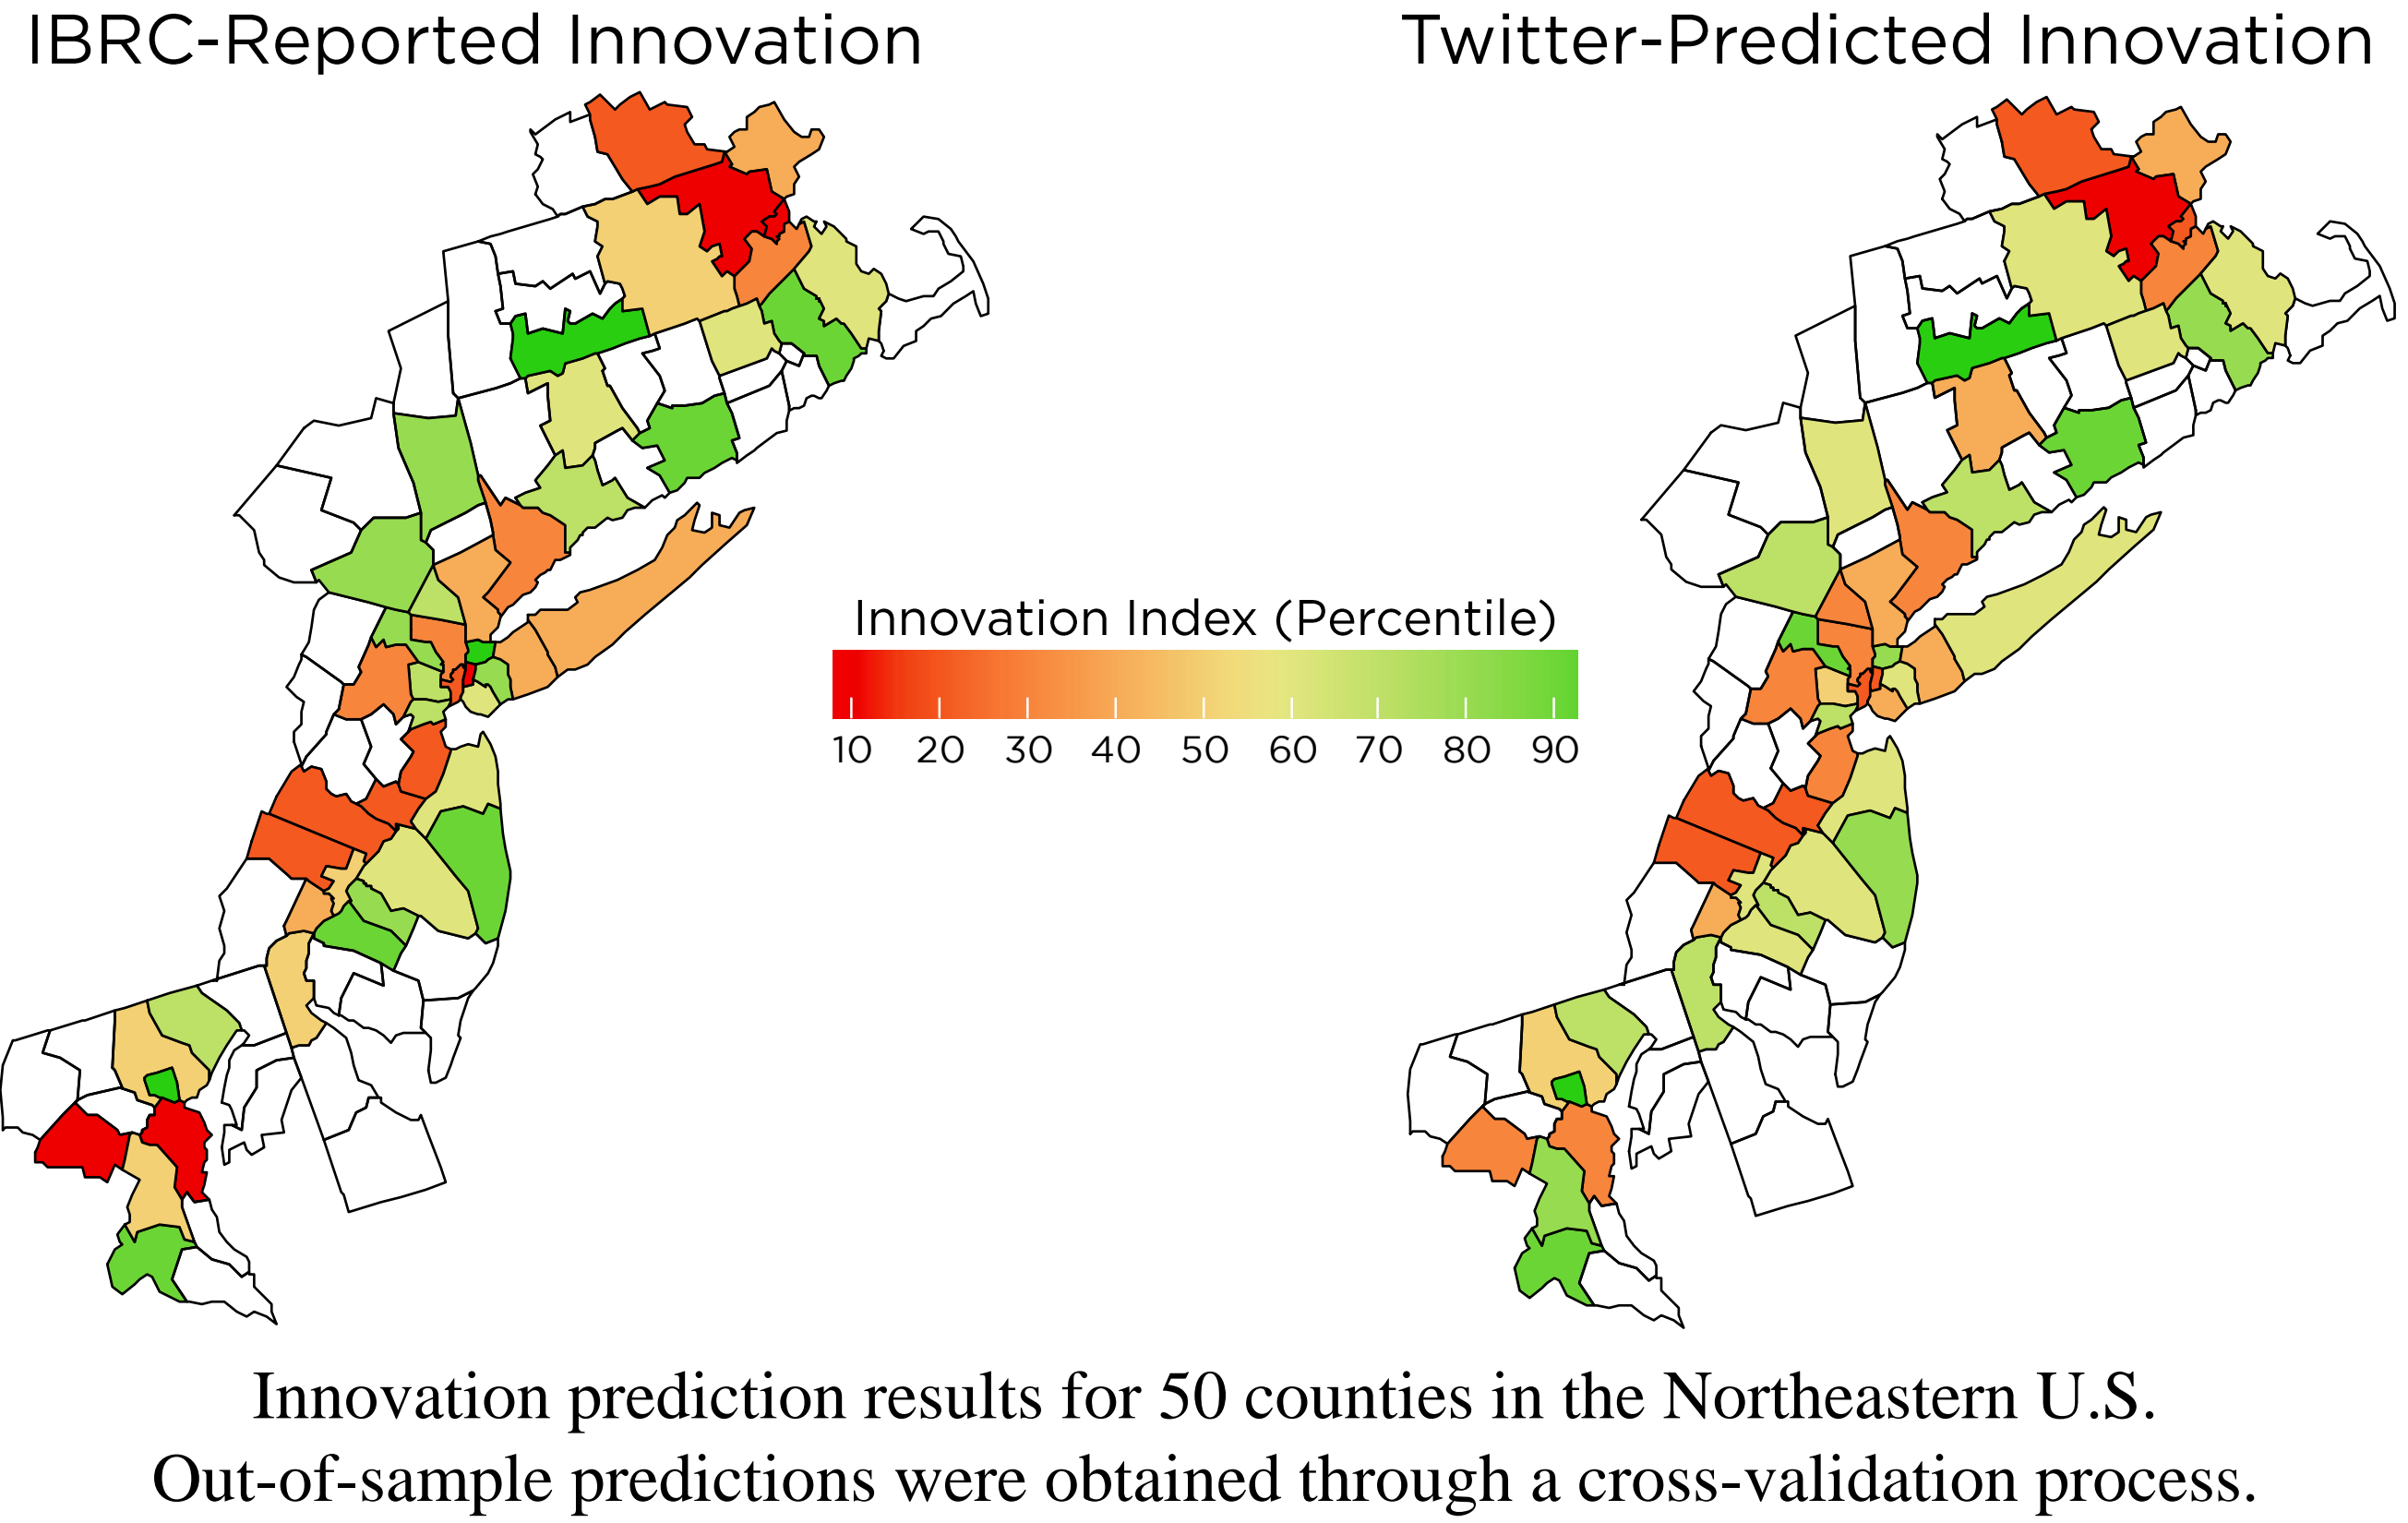 IBRC-Reported Innovation
Twitter-Predicted Innovation
Innovation Index (Percentile)
10 20 30 40 50 60 70 80 90
Innovation prediction results for 50 counties in the Northeastern U.S.
Out-of-sample predictions were obtained through a cross-validation process.